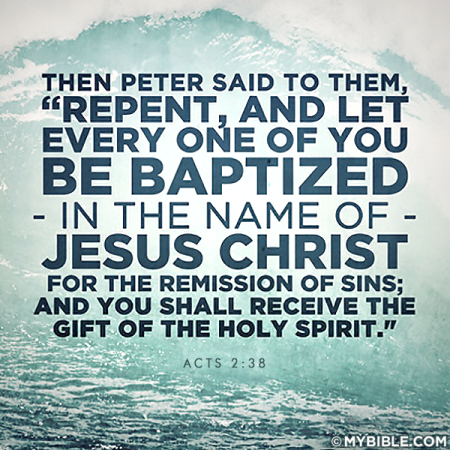 THEN PETER SAID TO THEM,
“REPENT, AND LET
EVERY ONE OF YOU
BE BAPTIZED
- IN THE NAME OF -
JESUS CHRIST
FOR THE REMISSION OF SINS;
AND YOU SHALL RECEIVE THE
GIFT OF THE HOLY SPIRIT.”
ACTS 2:38
© MYBIBLE.COM